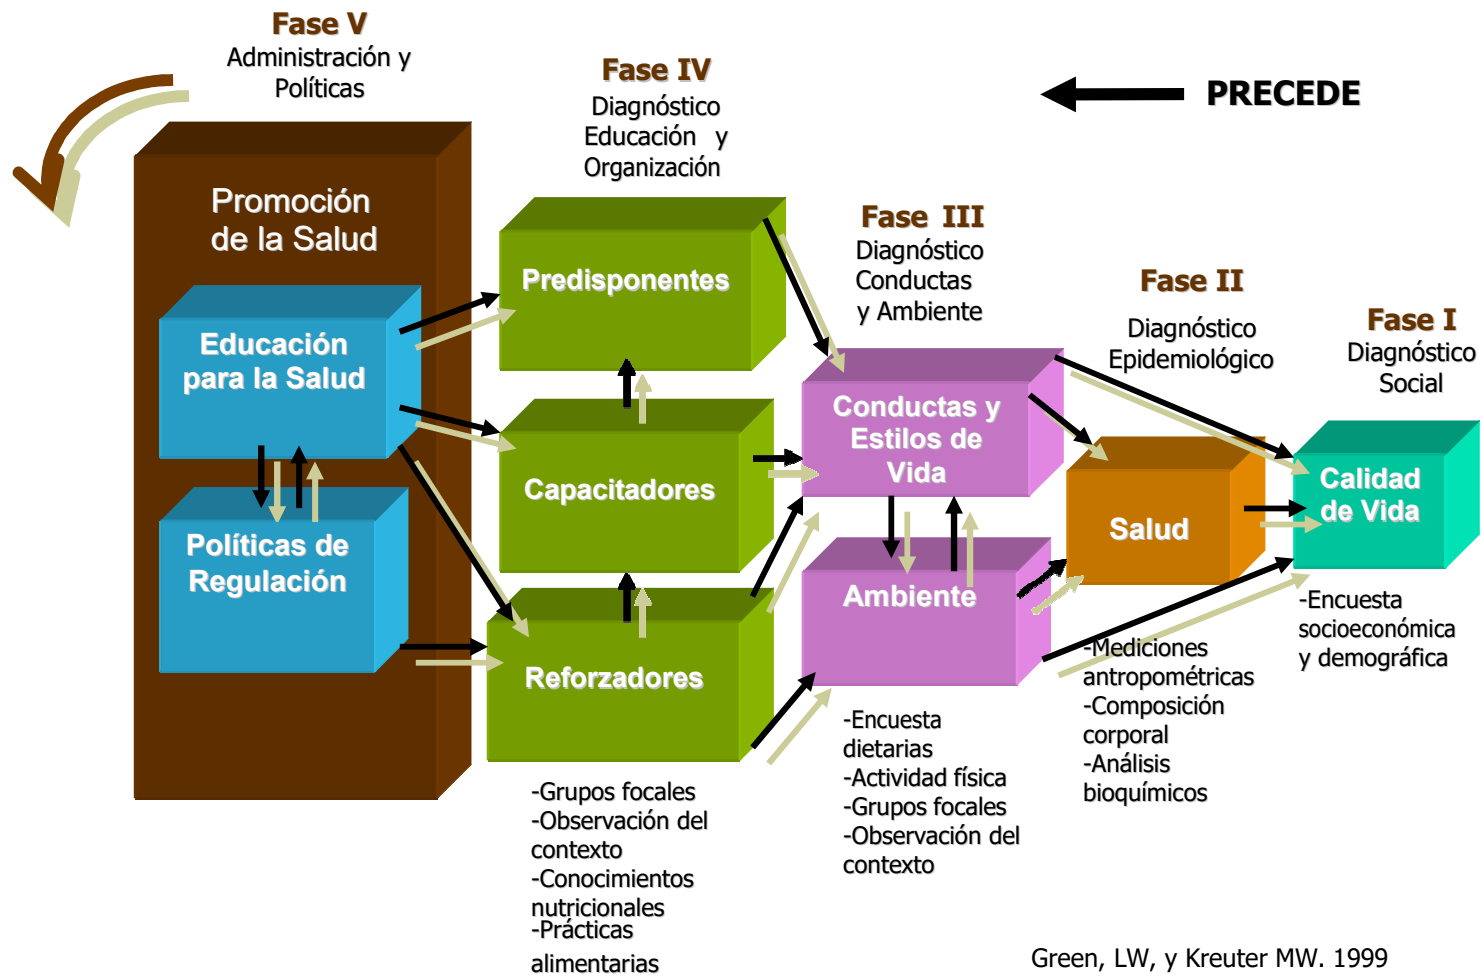 Fase V
Administración y
Políticas
Promoción
de la Salud
Educación
para la Salud
Políticas de
Regulación
Fase IV
Diagnóstico
Educación y
Organización
Predisponentes
Capacitadores
Reforzadores
-Grupos focales
-Observación del
contexto
-Conocimientos
nutricionales
-Prácticas
alimentarias
PRECEDE
Fase III
Diagnóstico
Conductas
y Ambiente
Conductas y
Estilos de
Vida
Ambiente
-Encuesta
dietarias
-Actividad física
-Grupos focales
-Observación del
contexto
Fase II
Diagnóstico
Epidemiológico
Salud
-Mediciones
antropométricas
-Composición
corporal
-Análisis
bioquímicos
Fase I
Diagnóstico
Social
Calidad
de Vida
-Encuesta
socioeconómica
y demográfica
Green, LW, y Kreuter MW. 1999